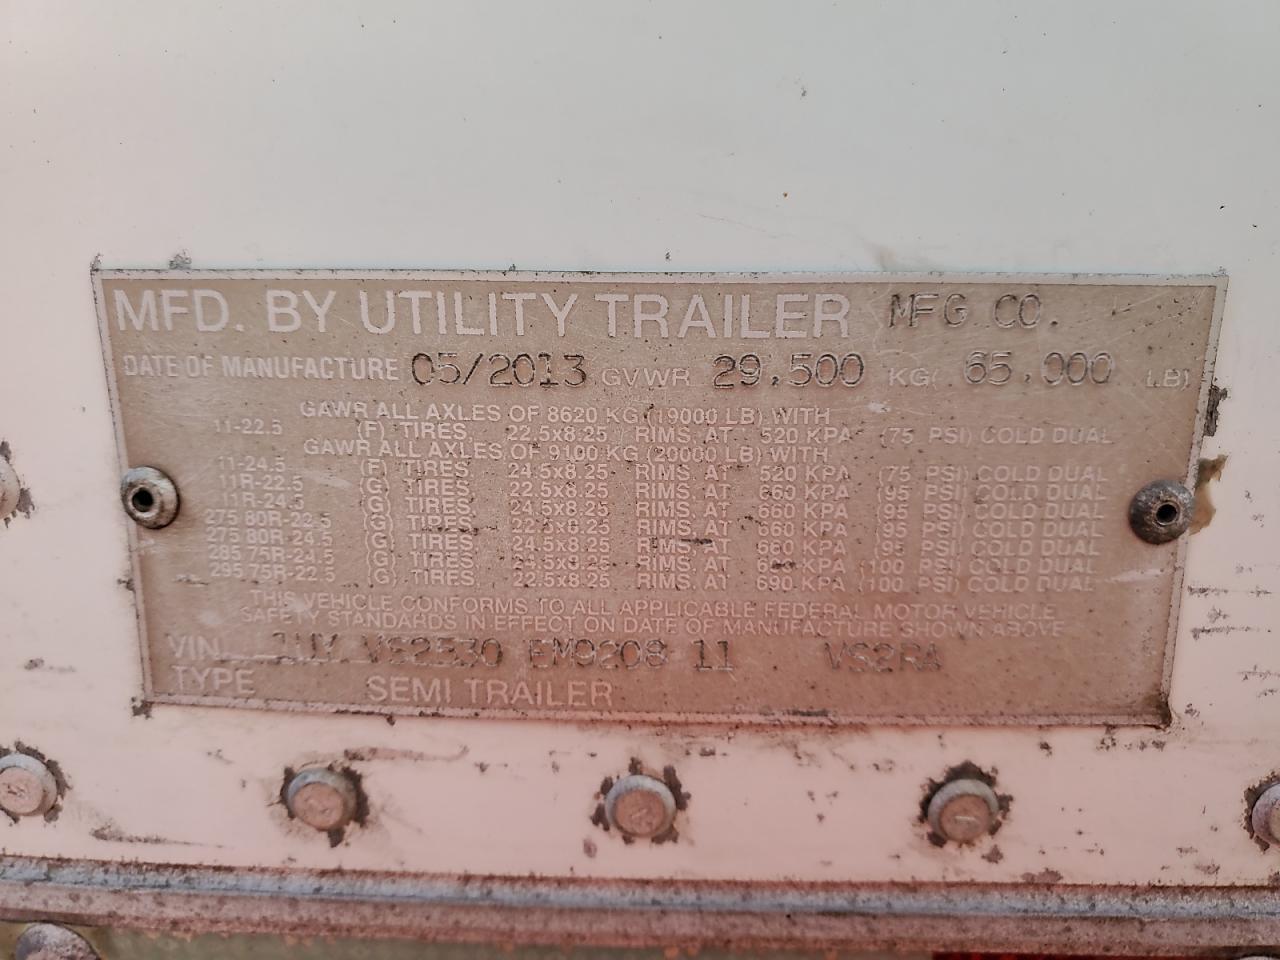 MFD. BY UTILITY TRAILER MFG CO.
DATE OF MANUFACTURE 05/2013 GVWR 29,500 KG( 65,000 LB)
GAWR ALL AXLES OF 8620 KG (19000 LB) WITH
11-22.5 (F) TIRES, 22.5x8.25 RIMS, AT 520 KPA (75 PSI) COLD DUAL
GAWR ALL AXLES OF 9100 KG (20000 LB) WITH
11-24.5 (F) TIRES, 24.5x8.25 RIMS, AT 520 KPA (75 PSI) COLD DUAL
11R-22.5 (G) TIRES, 22.5x8.25 RIMS, AT 660 KPA (95 PSI) COLD DUAL
11R-24.5 (G) TIRES, 24.5x8.25 RIMS, AT 660 KPA (95 PSI) COLD DUAL
275 80R-22.5 (G) TIRES, 22.5x8.25 RIMS, AT 660 KPA (95 PSI) COLD DUAL
275 80R-24.5 (G) TIRES, 24.5x8.25 RIMS, AT 660 KPA (95 PSI) COLD DUAL
285 75R-24.5 (G) TIRES, 24.5x8.25 RIMS, AT KPA (100 PSI) COLD DUAL
295 75R-22.5 (G) TIRES, 22.5x8.25 RIMS, AT 690 KPA (100 PSI) COLD DUAL
THIS VEHICLE CONFORMS TO ALL APPLICABLE FEDERAL MOTOR VEHICLE
SAFETY STANDARDS IN EFFECT ON DATE OF MANUFACTURE SHOWN ABOVE
VIN 1UY VS2530 EM9208 11 VS2RA
TYPE SEMI TRAILER